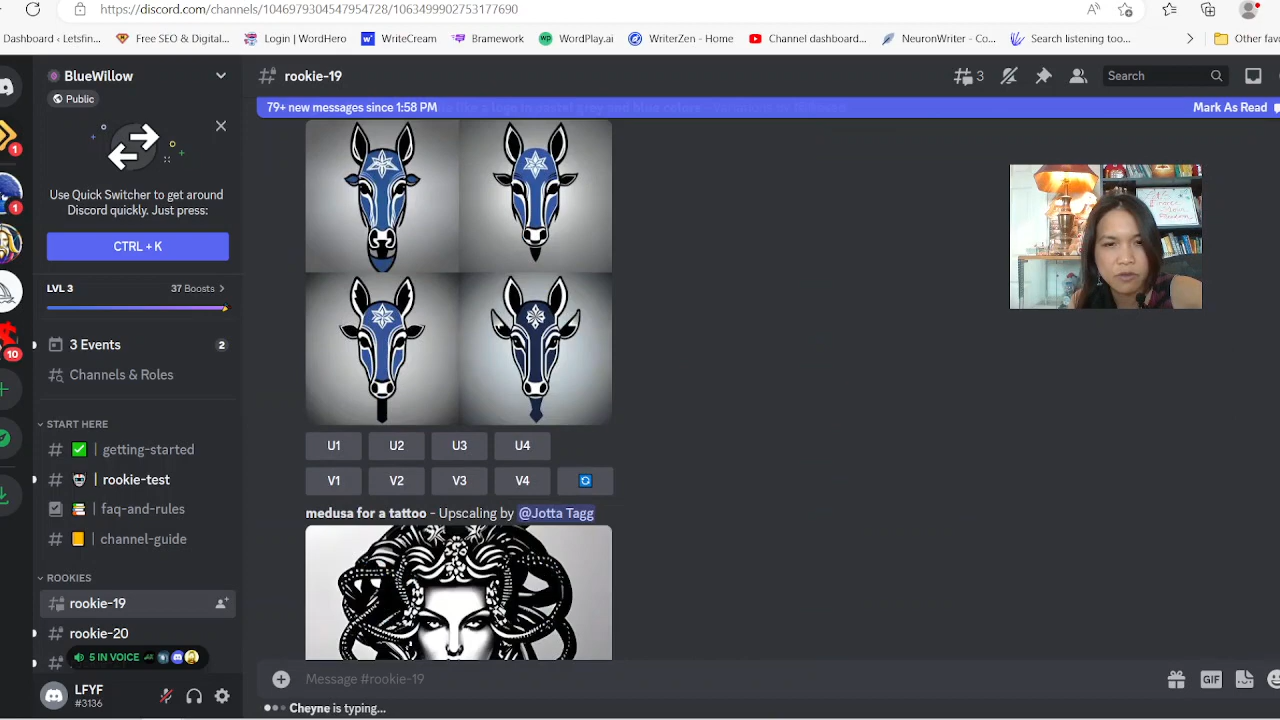 https://discord.com/channels/1046979304547954728/1063499902753177690
Dashboard ‹ Letsfin...
Free SEO & Digital...
Login | WordHero
WriteCream
Bramework
WordPlay.ai
WriterZen - Home
Channel dashboard...
NeuronWriter - Co...
Search listening too...
Other favo
BlueWillow
rookie-19
3
Search
Public
79+ new messages since 1:58 PM
Mark As Read
Use Quick Switcher to get around
Discord quickly. Just press:
CTRL + K
LVL 3
37 Boosts
3 Events
2
Channels & Roles
START HERE
| getting-started
| rookie-test
| faq-and-rules
| channel-guide
ROOKIES
rookie-19
rookie-20
5 IN VOICE
LFYF
#3136
1
1
10
U1 U2 U3 U4
V1 V2 V3 V4
medusa for a tattoo - Upscaling by @Jotta Tagg
Message #rookie-19
GIF
Cheyne is typing...